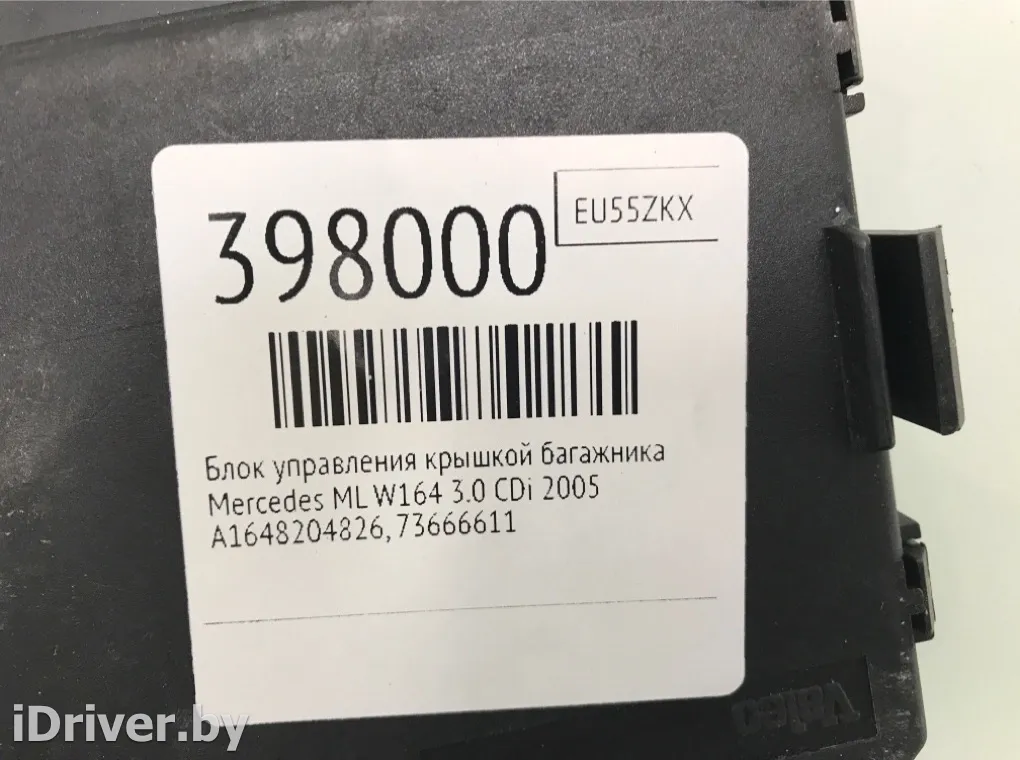 398000
EU55ZKX
Блок управления крышкой багажника
Mercedes ML W164 3.0 CDi 2005
A1648204826, 73666611
Valeo
iDriver.by